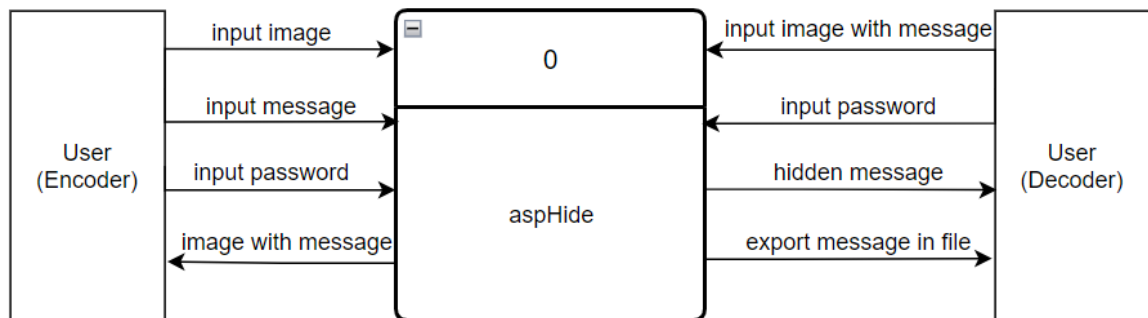 User
(Encoder)
input image
input message
input password
image with message
0
aspHide
input image with message
input password
hidden message
export message in file
User
(Decoder)